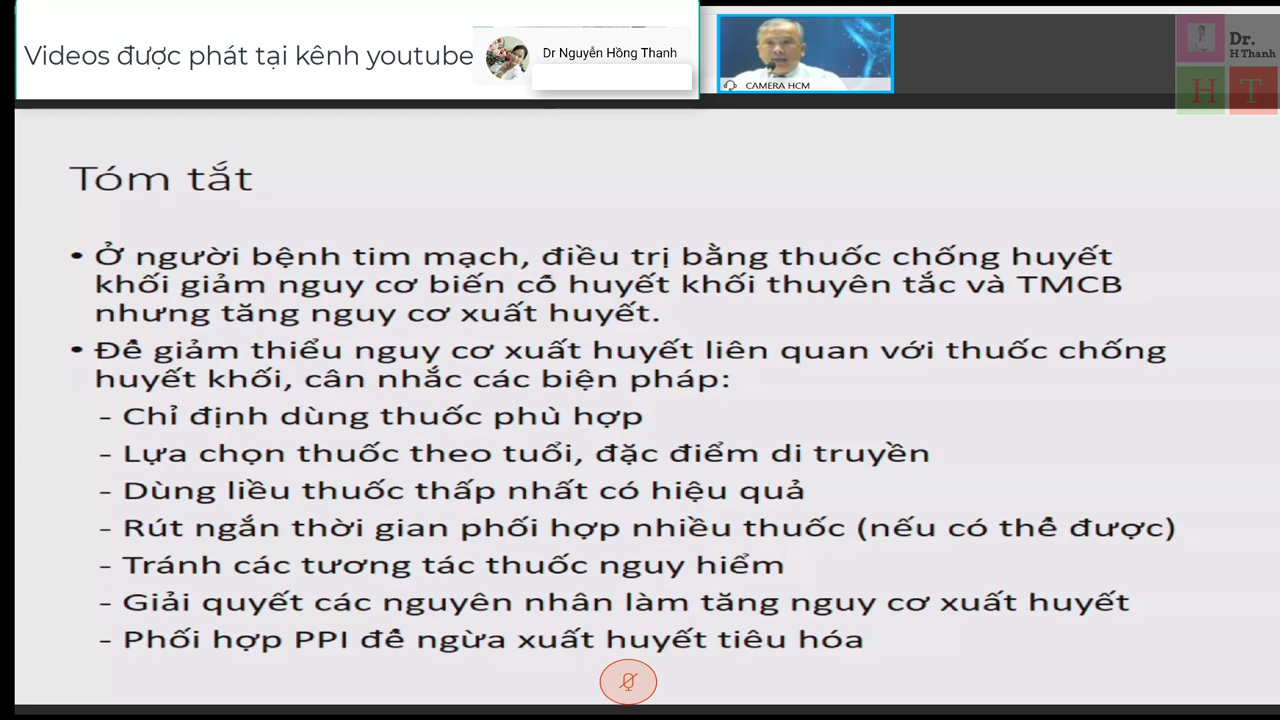 Videos được phát tại kênh youtube
Dr Nguyễn Hồng Thanh
CAMERA HCM
Dr.
H Thanh
H T
Tóm tắt
• Ở người bệnh tim mạch, điều trị bằng thuốc chống huyết
khối giảm nguy cơ biến cố huyết khối thuyên tắc và TMCB
nhưng tăng nguy cơ xuất huyết.
• Để giảm thiểu nguy cơ xuất huyết liên quan với thuốc chống
huyết khối, cân nhắc các biện pháp:
- Chỉ định dùng thuốc phù hợp
- Lựa chọn thuốc theo tuổi, đặc điểm di truyền
- Dùng liều thuốc thấp nhất có hiệu quả
- Rút ngắn thời gian phối hợp nhiều thuốc (nếu có thể được)
- Tránh các tương tác thuốc nguy hiểm
- Giải quyết các nguyên nhân làm tăng nguy cơ xuất huyết
- Phối hợp PPI để ngừa xuất huyết tiêu hóa